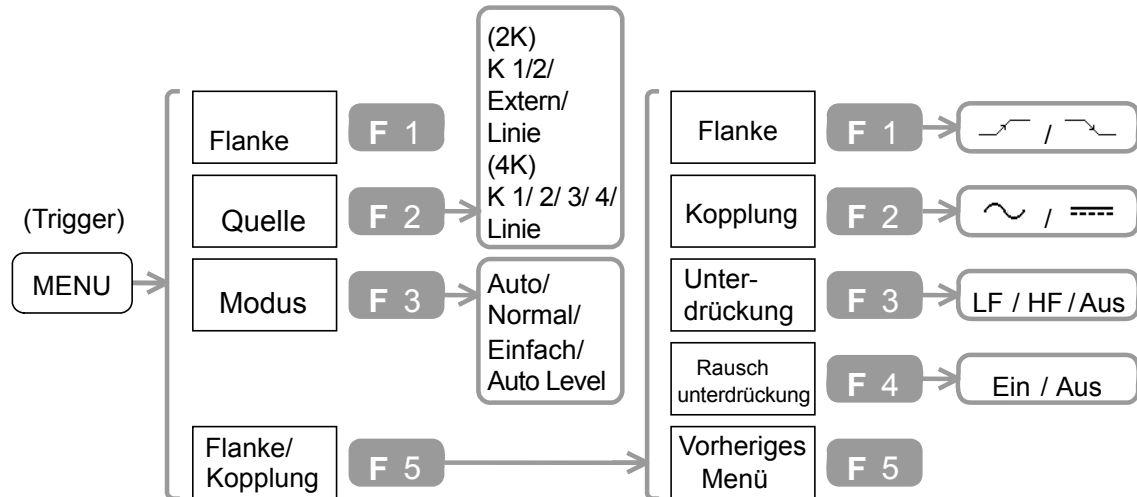 (Trigger)
MENU
Flanke
F 1
Quelle
F 2
(2K)
K 1/2/
Extern/
Linie
(4K)
K 1/ 2/ 3/ 4/
Linie
Modus
F 3
Auto/
Normal/
Einfach/
Auto Level
Flanke/
Kopplung
F 5
Flanke
F 1
/
Kopplung
F 2
/
Unter-
drückung
F 3
LF / HF / Aus
Rausch
unterdrückung
F 4
Ein / Aus
Vorheriges
Menü
F 5